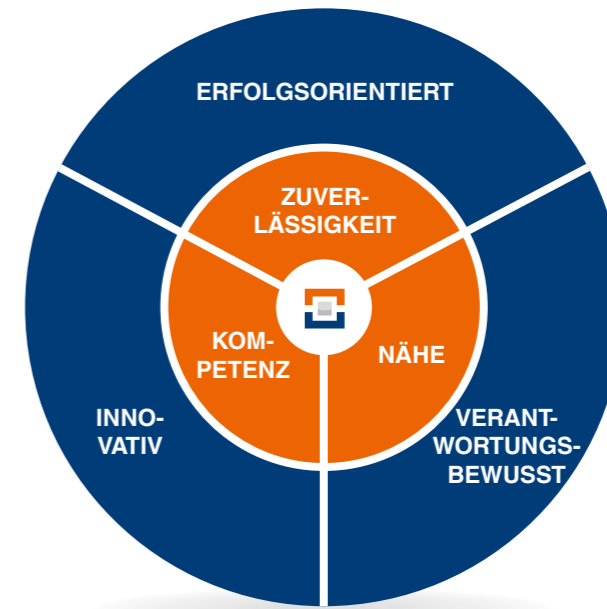 ERFOLGSORIENTIERT
ZUVER-
LÄSSIGKEIT
KOM-
PETENZ
NÄHE
INNO-
VATIV
VERANT-
WORTUNGS-
BEWUSST